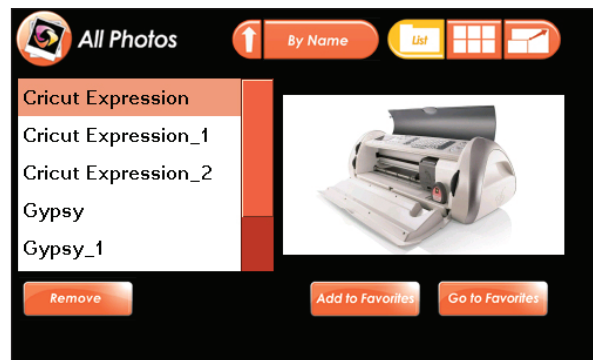 All Photos
By Name
List
Cricut Expression
Cricut Expression_1
Cricut Expression_2
Gypsy
Gypsy_1
Remove
Add to Favorites
Go to Favorites